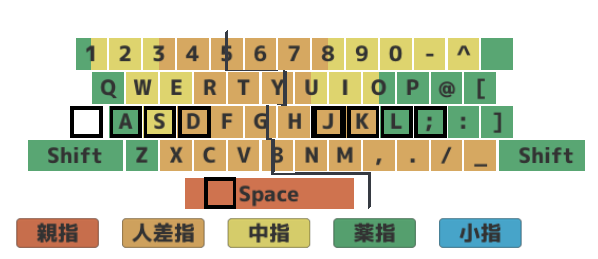 1 2 3 4 5 6 7 8 9 0 - ^
Q W E R T Y U I O P @ [
A S D F G H J K L ; : ]
Shift Z X C V B N M , . / _ Shift
Space
親指 人差指 中指 薬指 小指